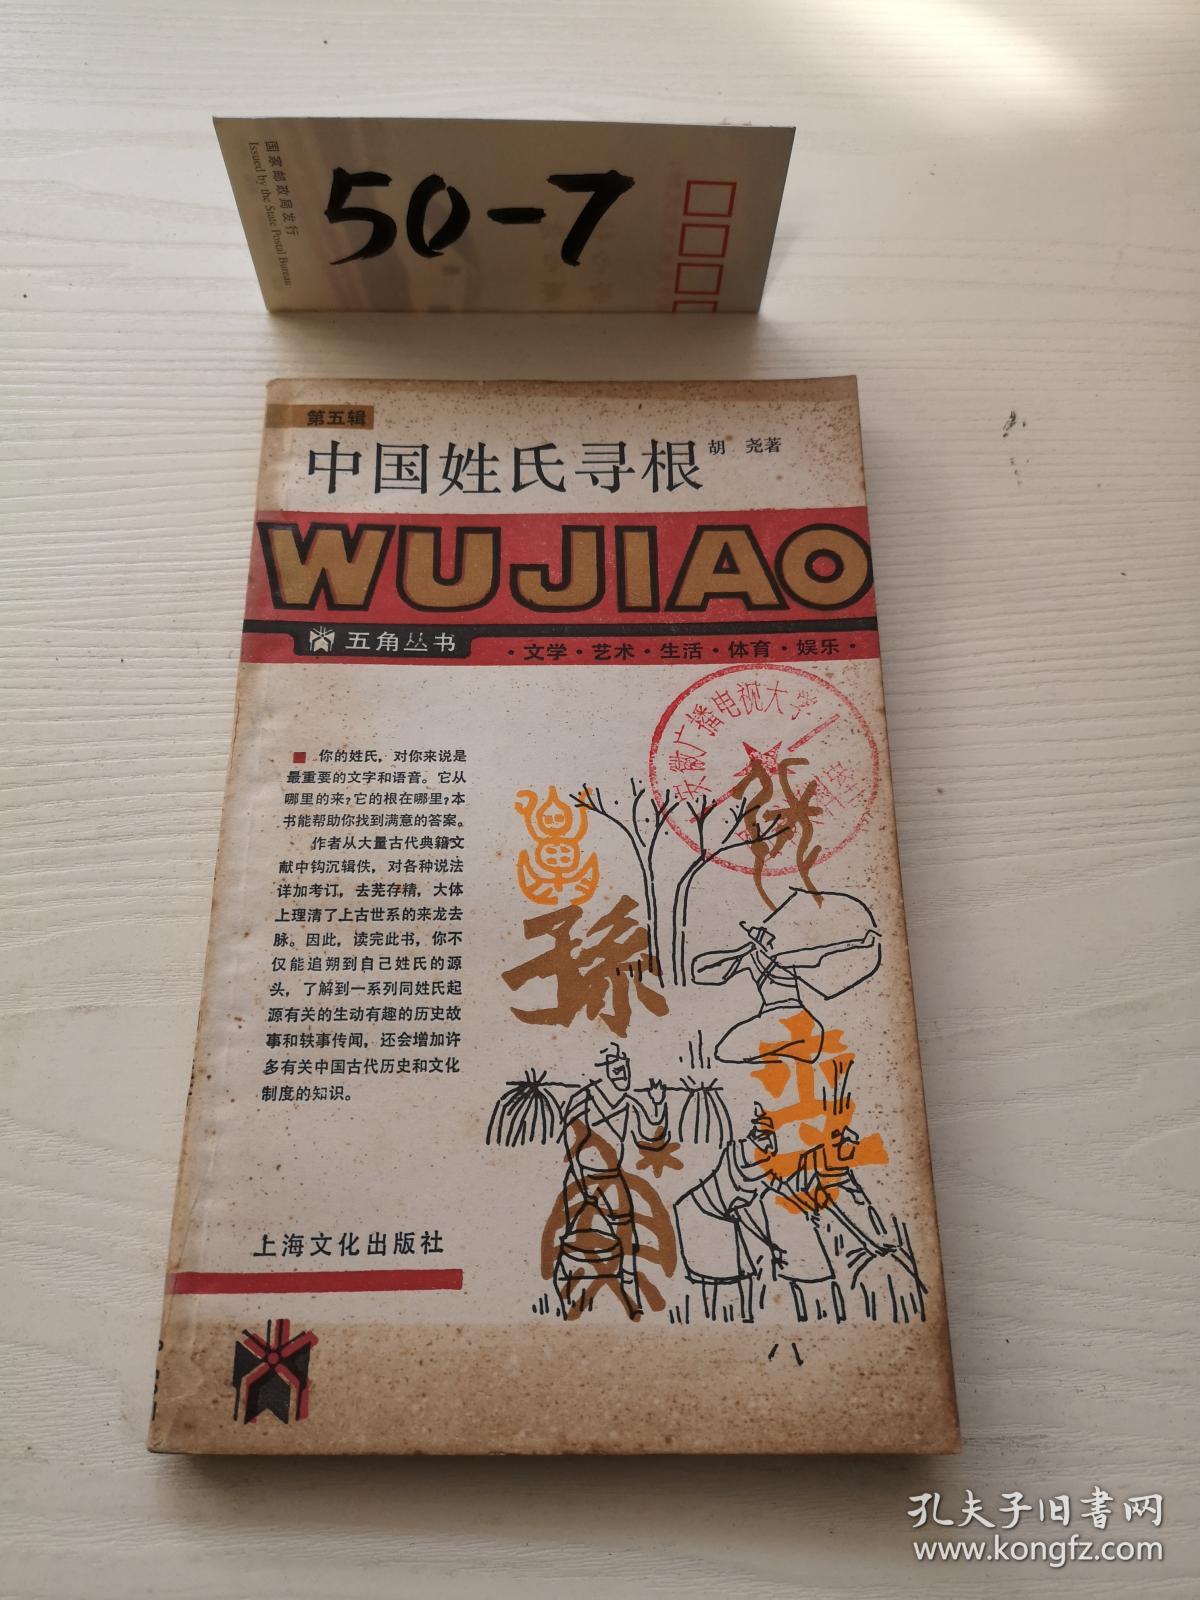 国家邮政局发行
Issued by the State Postal Bureau
50-7
第五辑
中国姓氏寻根
胡 尧著
WUJIAO
五角丛书
·文学·艺术·生活·体育·娱乐·
安徽广播电视大学
你的姓氏，对你来说是
最重要的文字和语音。它从
哪里的来？它的根在哪里？本
书能帮助你找到满意的答案。
作者从大量古代典籍文
献中钩沉辑佚，对各种说法
详加考订，去芜存精，大体
上理清了上古世系的来龙去
脉。因此，读完此书，你不
仅能追朔到自己姓氏的源
头，了解到一系列同姓氏起
源有关的生动有趣的历史故
事和轶事传闻，还会增加许
多有关中国古代历史和文化
制度的知识。
孫
上海文化出版社
孔夫子旧书网
www.kongfz.com